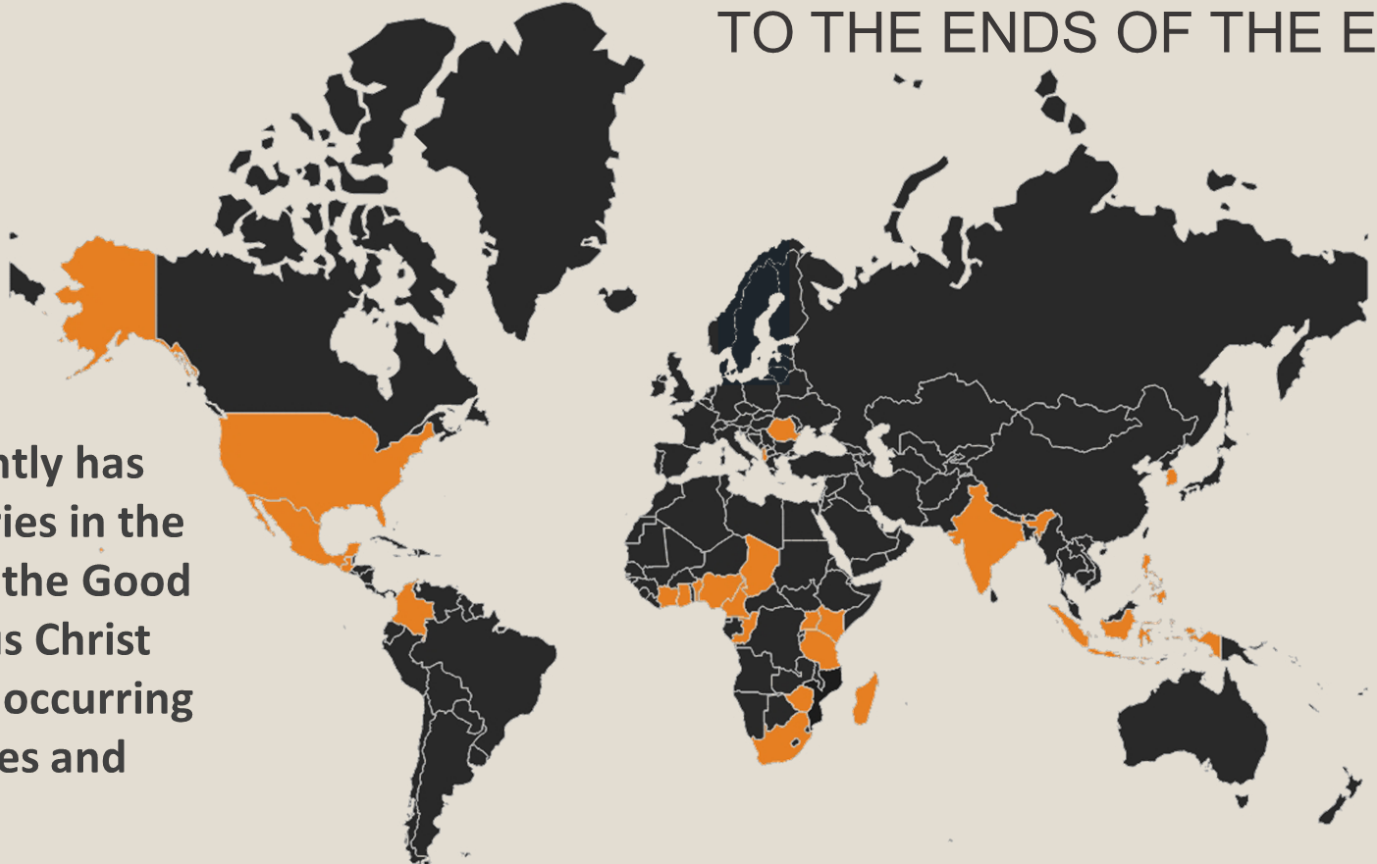 TO THE ENDS OF THE E
ntly has
ries in the
the Good
us Christ
occurring
es and